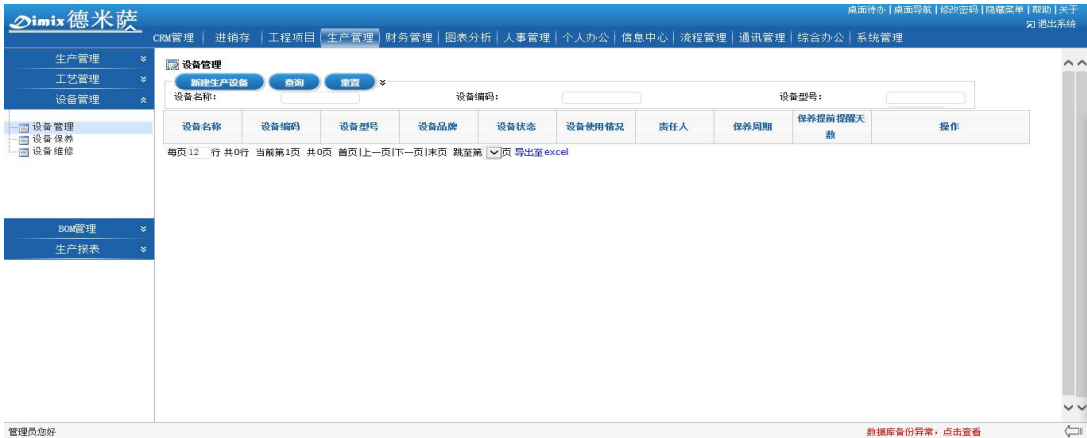 桌面待办 | 桌面导航 | 修改密码 | 隐藏菜单 | 帮助 | 关于
Dimix德米萨
退出系统
CRM管理 | 进销存 | 工程项目 | 生产管理 | 财务管理 | 图表分析 | 人事管理 | 个人办公 | 信息中心 | 流程管理 | 通讯管理 | 综合办公 | 系统管理
生产管理
工艺管理
设备管理
设备管理
设备保养
设备维修
BOM管理
生产报表
设备管理
新建生产设备 查询 重置
设备名称: 设备编码: 设备型号:
设备名称 设备编码 设备型号 设备品牌 设备状态 设备使用情况 责任人 保养周期 保养提前提醒天数 操作
每页 12 行 共0行 当前第1页 共0页 首页|上一页|下一页|末页 跳至第 页 导出至excel
管理员您好
数据库备份异常，点击查看